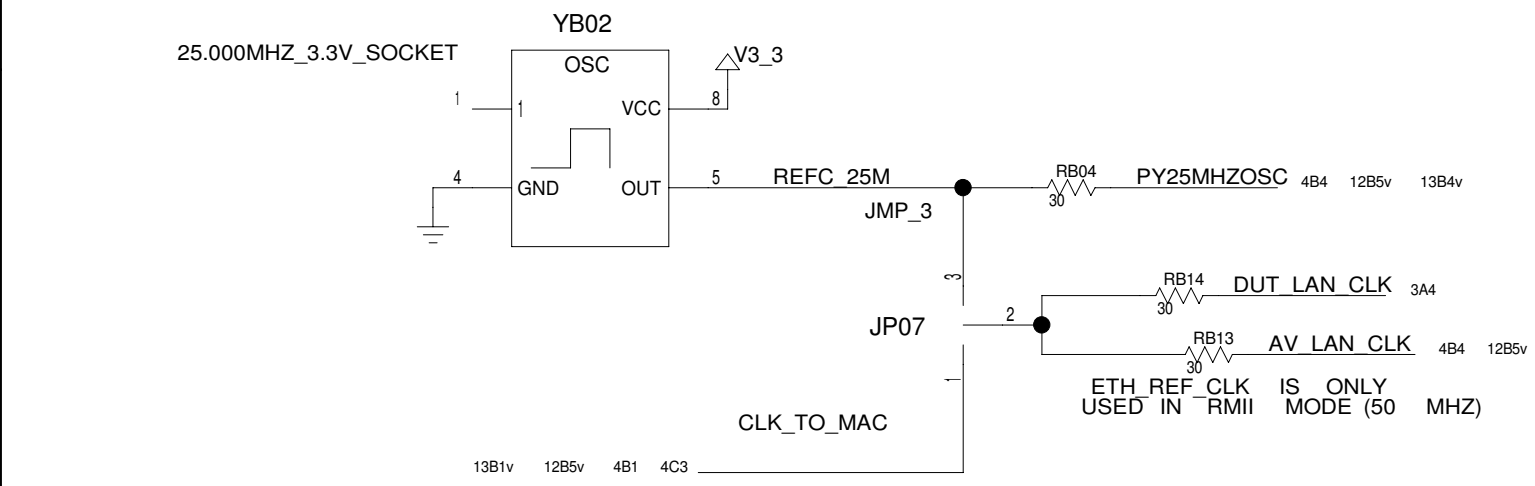 YB02
25.000MHZ_3.3V_SOCKET
OSC
V3_3
1
1
VCC
8
4
GND
OUT
5
REFC_25M
RB04
30
PY25MHZOSC
4B4 12B5v 13B4v
JMP_3
3
RB14
30
DUT_LAN_CLK
3A4
JP07
2
RB13
30
AV_LAN_CLK
4B4 12B5v
1
ETH_REF_CLK IS ONLY
USED IN RMII MODE (50 MHZ)
CLK_TO_MAC
13B1v 12B5v 4B1 4C3